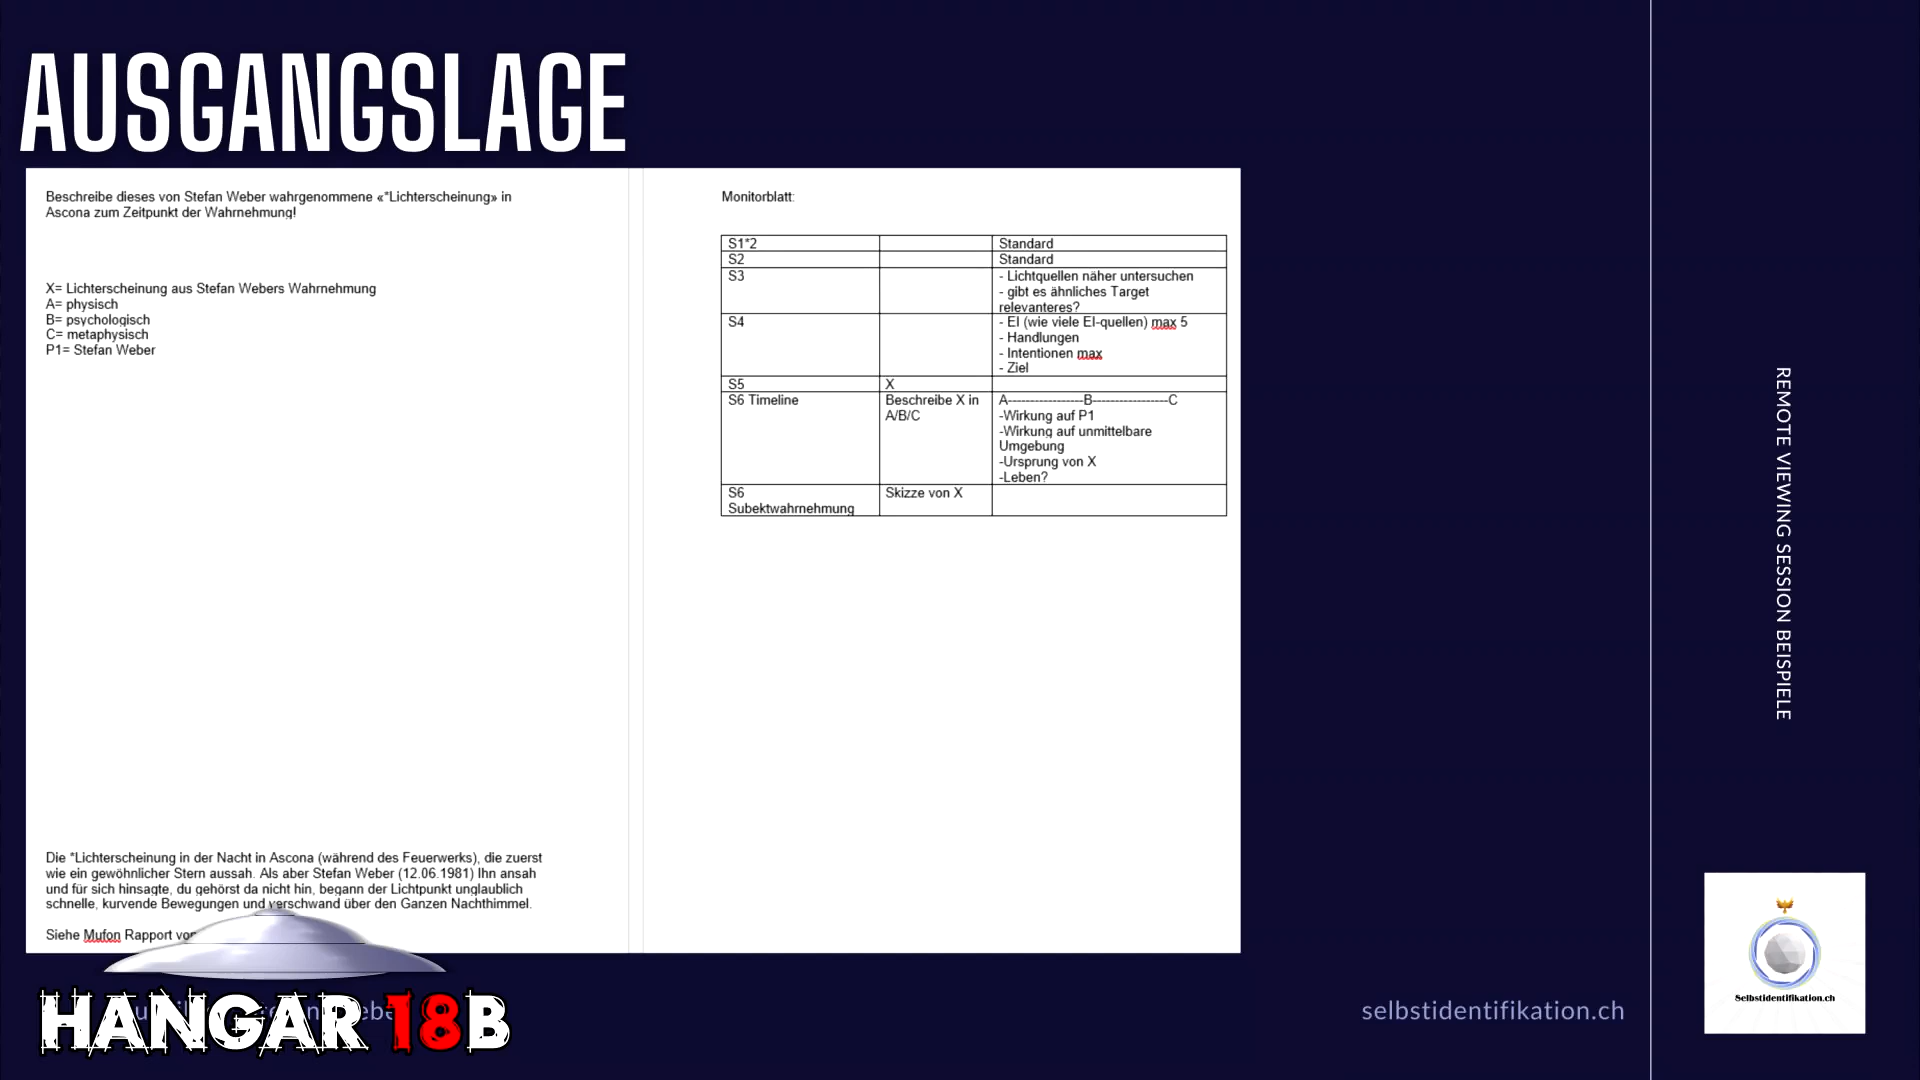 AUSGANGSLAGE
Beschreibe dieses von Stefan Weber wahrgenommene «*Lichterscheinung» in
Ascona zum Zeitpunkt der Wahrnehmung!
X= Lichterscheinung aus Stefan Webers Wahrnehmung
A= physisch
B= psychologisch
C= metaphysisch
P1= Stefan Weber
Die *Lichterscheinung in der Nacht in Ascona (während des Feuerwerks), die zuerst
wie ein gewöhnlicher Stern aussah. Als aber Stefan Weber (12.06.1981) Ihn ansah
und für sich hinsagte, du gehörst da nicht hin, begann der Lichtpunkt unglaublich
schnelle, kurvende Bewegungen und verschwand über den Ganzen Nachthimmel.
Siehe Mufon Rapport
Monitorblatt:
S1*2 Standard
S2 Standard
S3 - Lichtquellen näher untersuchen
- gibt es ähnliches Target
relevanteres?
S4 - EI (wie viele EI-quellen) max 5
- Handlungen
- Intentionen max
- Ziel
S5 X
S6 Timeline Beschreibe X in A-----------------B-----------------C
A/B/C -Wirkung auf P1
-Wirkung auf unmittelbare
Umgebung
-Ursprung von X
-Leben?
S6 Skizze von X
Subektwahrnehmung
REMOTE VIEWING SESSION BEISPIELE
HANGAR 18B
selbstidentifikation.ch
Selbstidentifikation.ch